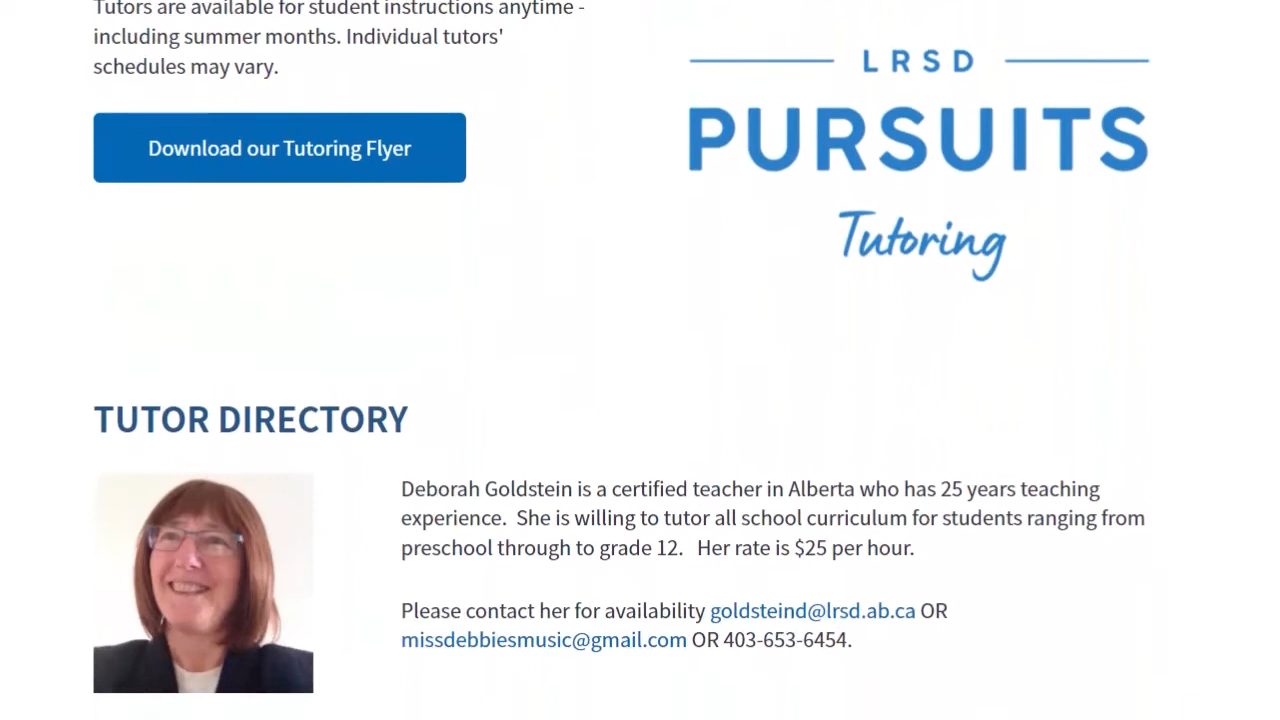 Tutors are available for student instructions anytime -
including summer months. Individual tutors'
schedules may vary.
Download our Tutoring Flyer
LRSD
PURSUITS
Tutoring
TUTOR DIRECTORY
Deborah Goldstein is a certified teacher in Alberta who has 25 years teaching
experience.  She is willing to tutor all school curriculum for students ranging from
preschool through to grade 12.   Her rate is $25 per hour.
Please contact her for availability goldsteind@lrsd.ab.ca OR
missdebbiesmusic@gmail.com OR 403-653-6454.